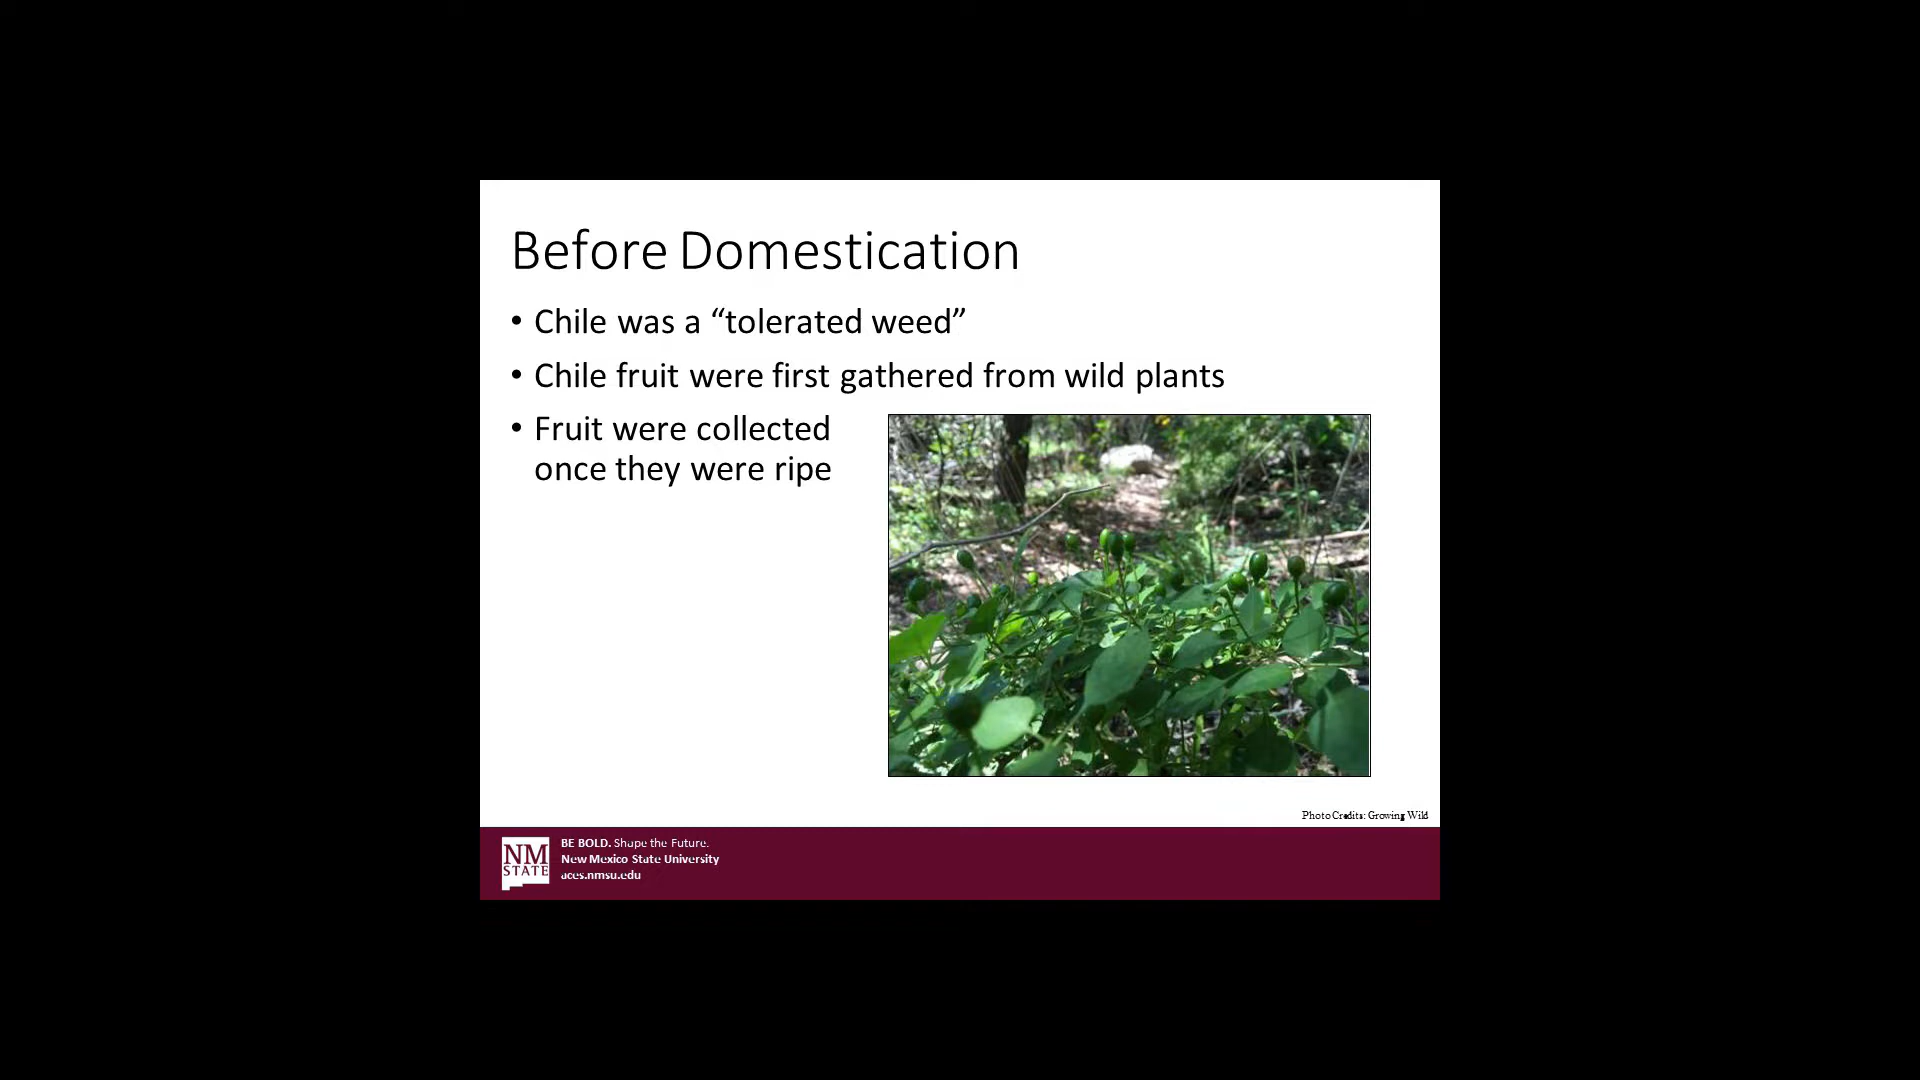 Before Domestication
• Chile was a “tolerated weed”
• Chile fruit were first gathered from wild plants
• Fruit were collected
once they were ripe
Photo Credits: Growing Wild
NM
STATE
BE BOLD. Shape the Future.
New Mexico State University
aces.nmsu.edu